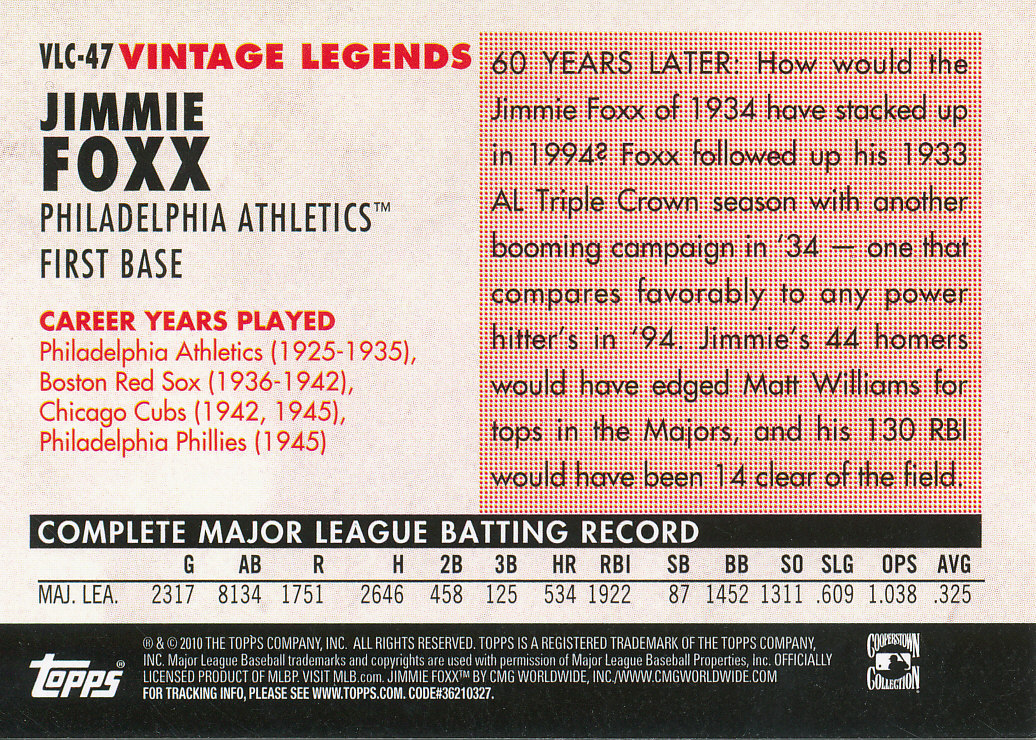 VLC-47 VINTAGE LEGENDS
JIMMIE
FOXX
PHILADELPHIA ATHLETICS™
FIRST BASE
CAREER YEARS PLAYED
Philadelphia Athletics (1925-1935),
Boston Red Sox (1936-1942),
Chicago Cubs (1942, 1945),
Philadelphia Phillies (1945)
60 YEARS LATER: How would the
Jimmie Foxx of 1934 have stacked up
in 1994? Foxx followed up his 1933
AL Triple Crown season with another
booming campaign in '34 — one that
compares favorably to any power
hitter's in '94. Jimmie's 44 homers
would have edged Matt Williams for
tops in the Majors, and his 130 RBI
would have been 14 clear of the field.
COMPLETE MAJOR LEAGUE BATTING RECORD
G AB R H 2B 3B HR RBI SB BB SO SLG OPS AVG
MAJ. LEA. 2317 8134 1751 2646 458 125 534 1922 87 1452 1311 .609 1.038 .325
Topps®
® & © 2010 THE TOPPS COMPANY, INC. ALL RIGHTS RESERVED. TOPPS IS A REGISTERED TRADEMARK OF THE TOPPS COMPANY,
INC. Major League Baseball trademarks and copyrights are used with permission of Major League Baseball Properties, Inc. OFFICIALLY
LICENSED PRODUCT OF MLBP. VISIT MLB.com. JIMMIE FOXX™ BY CMG WORLDWIDE, INC./WWW.CMGWORLDWIDE.COM
FOR TRACKING INFO, PLEASE SEE WWW.TOPPS.COM. CODE#36210327.
COOPERSTOWN
COLLECTION